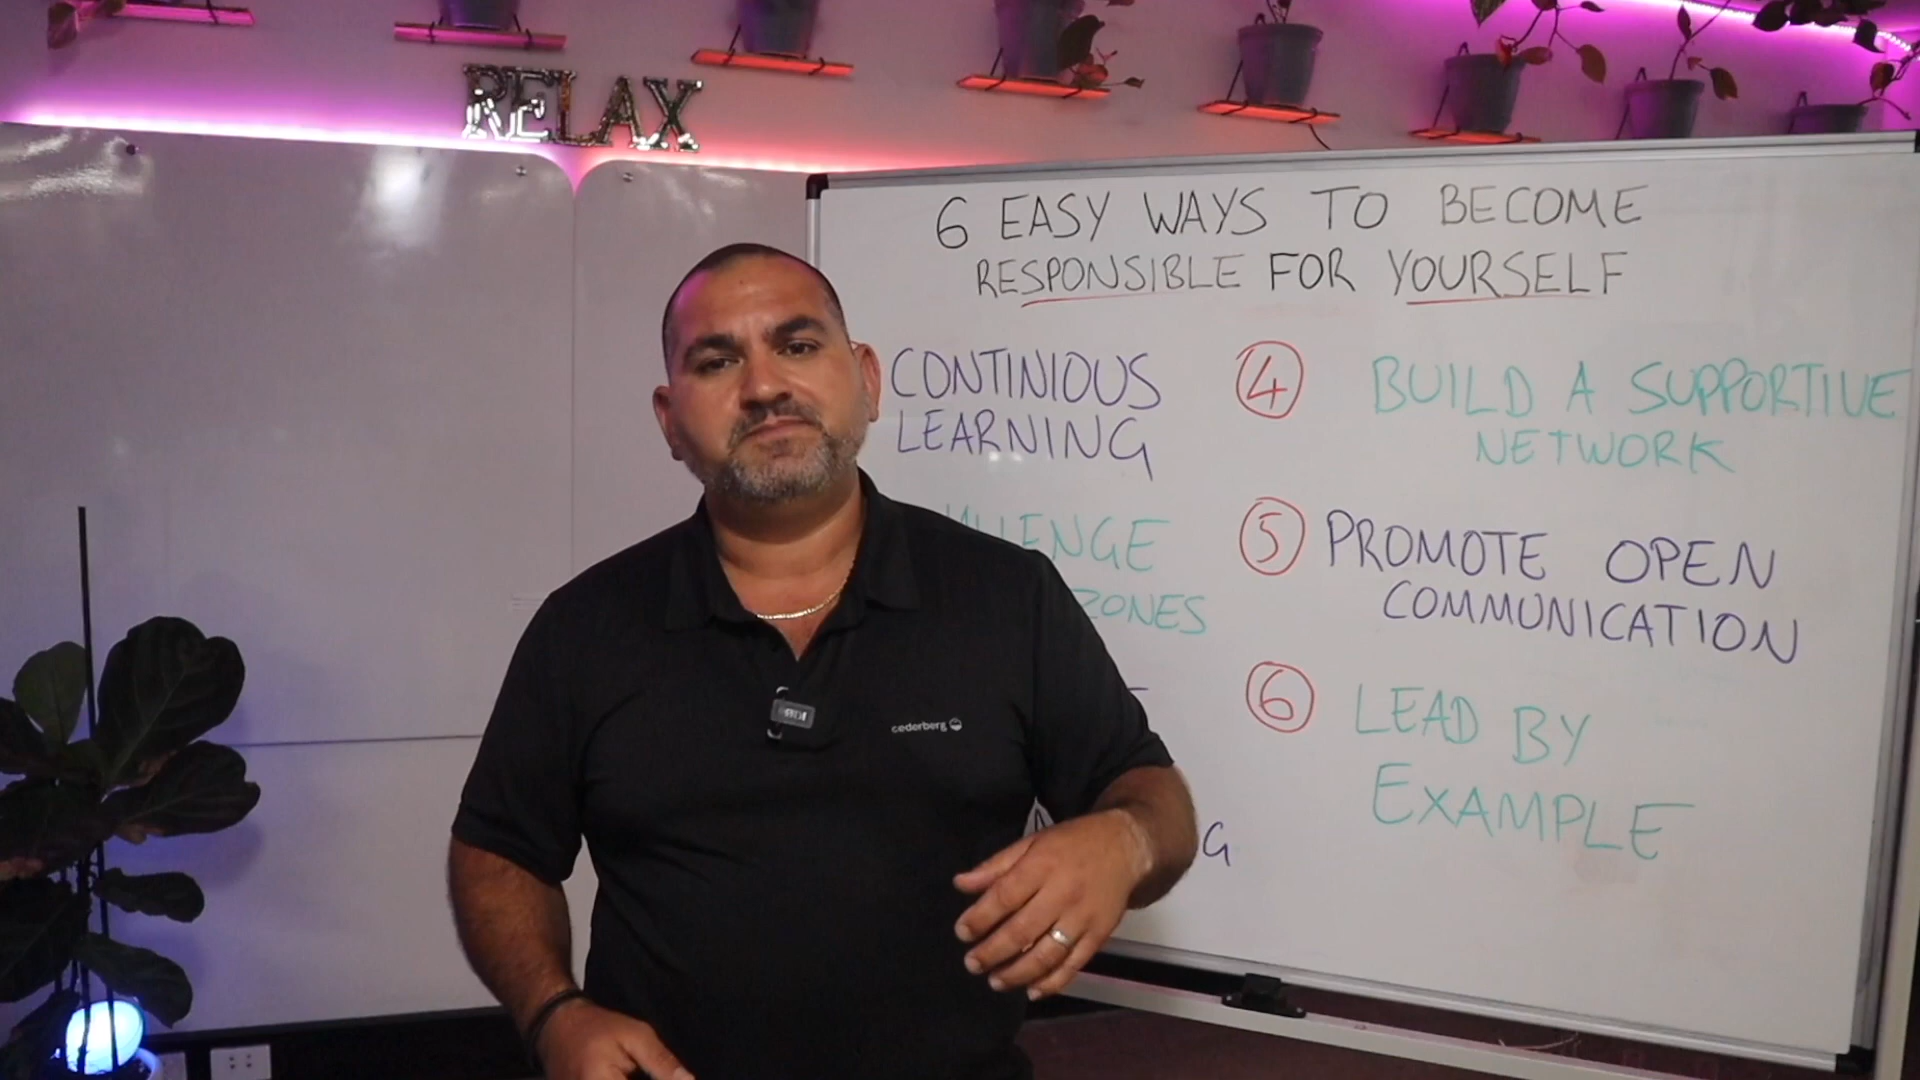 RELAX
6 EASY WAYS TO BECOME
RESPONSIBLE FOR YOURSELF
CONTINIOUS
LEARNING
ZONES
4 BUILD A SUPPORTIVE
NETWORK
5 PROMOTE OPEN
COMMUNICATION
6 LEAD BY
EXAMPLE
cederberg